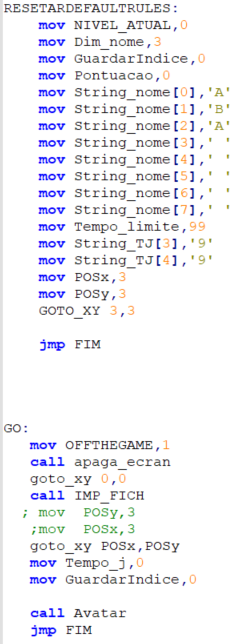 RESETARDEFAULTRULES:
mov NIVEL_ATUAL,0
mov Dim_nome,3
mov GuardarIndice,0
mov Pontuacao,0
mov String_nome[0],'A'
mov String_nome[1],'B'
mov String_nome[2],'A'
mov String_nome[3],' '
mov String_nome[4],' '
mov String_nome[5],' '
mov String_nome[6],' '
mov String_nome[7],' '
mov Tempo_limite,99
mov String_TJ[3],'9'
mov String_TJ[4],'9'
mov POSx,3
mov POSy,3
GOTO_XY 3,3
jmp FIM
GO:
mov OFFTHEGAME,1
call apaga_ecran
goto_xy 0,0
call IMP_FICH
; mov POSy,3
;mov POSx,3
goto_xy POSx,POSy
mov Tempo_j,0
mov GuardarIndice,0
call Avatar
jmp FIM